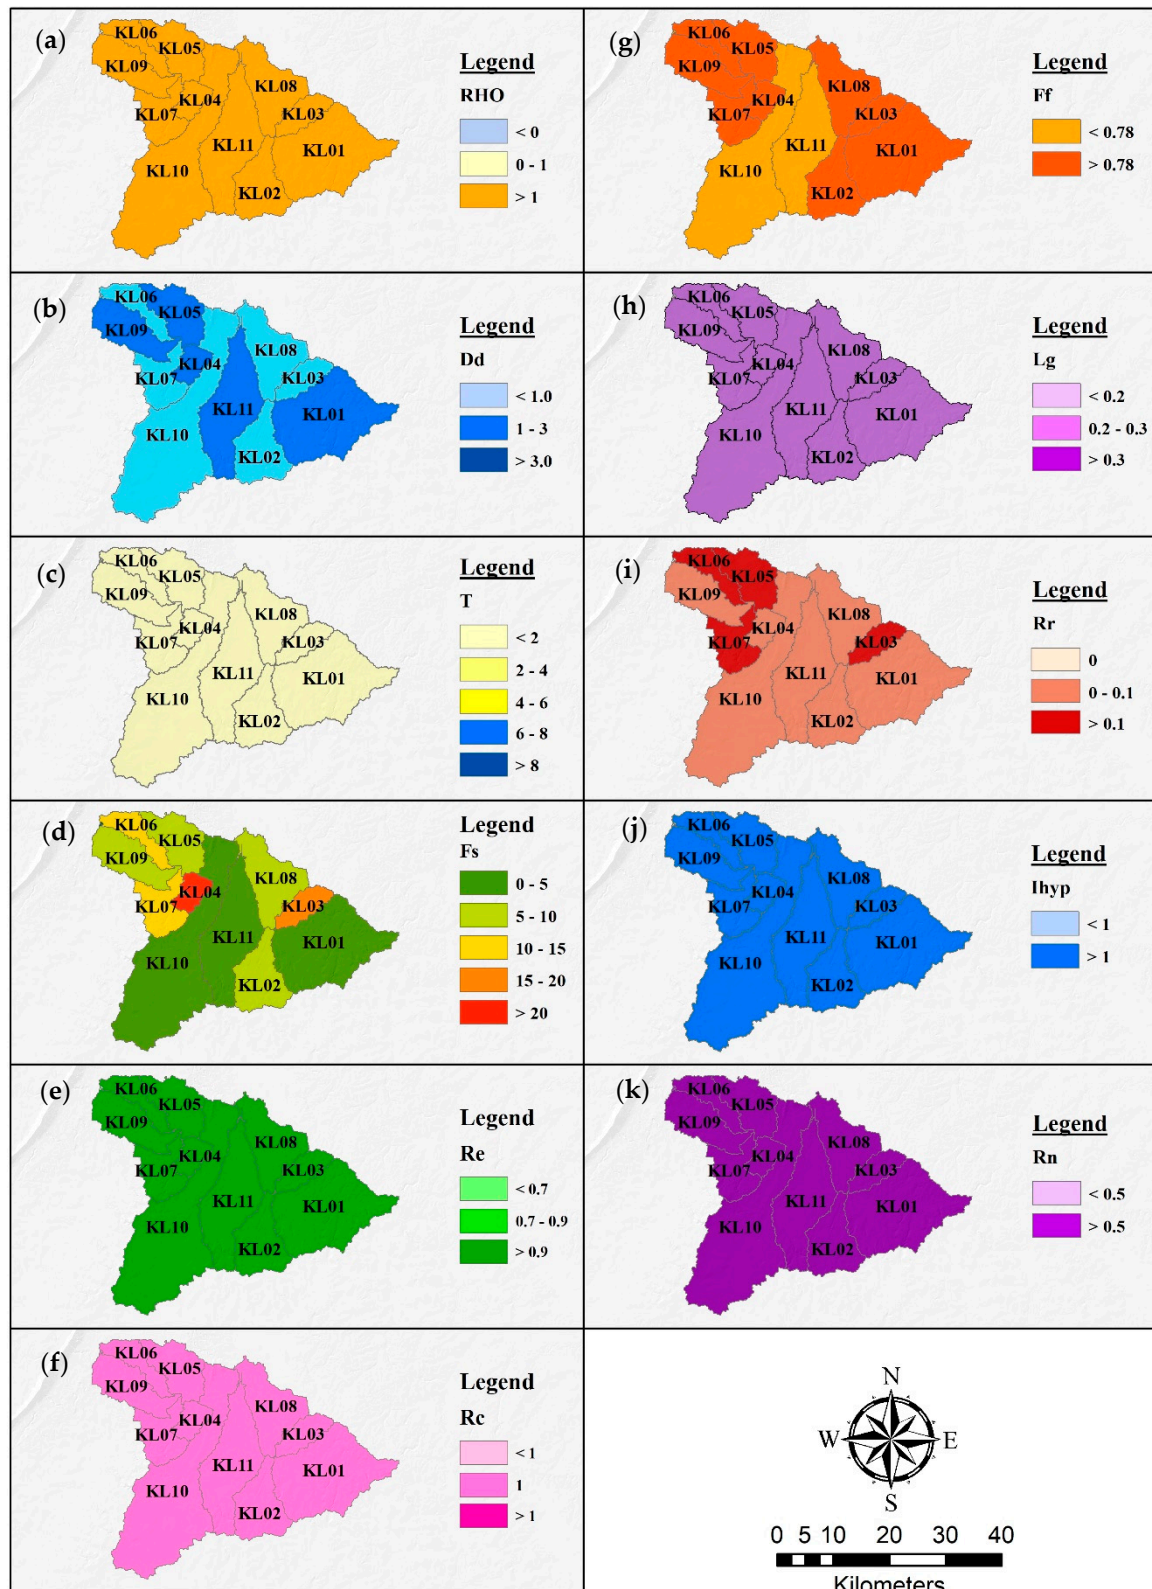 (a)
KL06
KL05
KL09
KL04
KL07
KL08
KL03
KL11
KL01
KL10
KL02
Legend
RHO
< 0
0 - 1
> 1
(g)
KL06
KL05
KL09
KL04
KL07
KL08
KL03
KL11
KL01
KL10
KL02
Legend
Ff
< 0.78
> 0.78
(b)
KL06
KL05
KL09
KL04
KL07
KL08
KL03
KL11
KL01
KL10
KL02
Legend
Dd
< 1.0
1 - 3
> 3.0
(h)
KL06
KL05
KL09
KL04
KL07
KL08
KL03
KL11
KL01
KL10
KL02
Legend
Lg
< 0.2
0.2 - 0.3
> 0.3
(c)
KL06
KL05
KL09
KL04
KL07
KL08
KL03
KL11
KL01
KL10
KL02
Legend
T
< 2
2 - 4
4 - 6
6 - 8
> 8
(i)
KL06
KL05
KL09
KL04
KL07
KL08
KL03
KL11
KL01
KL10
KL02
Legend
Rr
0
0 - 0.1
> 0.1
(d)
KL06
KL05
KL09
KL04
KL07
KL08
KL03
KL11
KL01
KL10
KL02
Legend
Fs
0 - 5
5 - 10
10 - 15
15 - 20
> 20
(j)
KL06
KL05
KL09
KL04
KL07
KL08
KL03
KL11
KL01
KL10
KL02
Legend
Ihyp
< 1
> 1
(e)
KL06
KL05
KL09
KL04
KL07
KL08
KL03
KL11
KL01
KL10
KL02
Legend
Re
< 0.7
0.7 - 0.9
> 0.9
(k)
KL06
KL05
KL09
KL04
KL07
KL08
KL03
KL11
KL01
KL10
KL02
Legend
Rn
< 0.5
> 0.5
(f)
KL06
KL05
KL09
KL04
KL07
KL08
KL03
KL11
KL01
KL10
KL02
Legend
Rc
< 1
1
> 1
N
W E
S
0 5 10 20 30 40
Kilometers